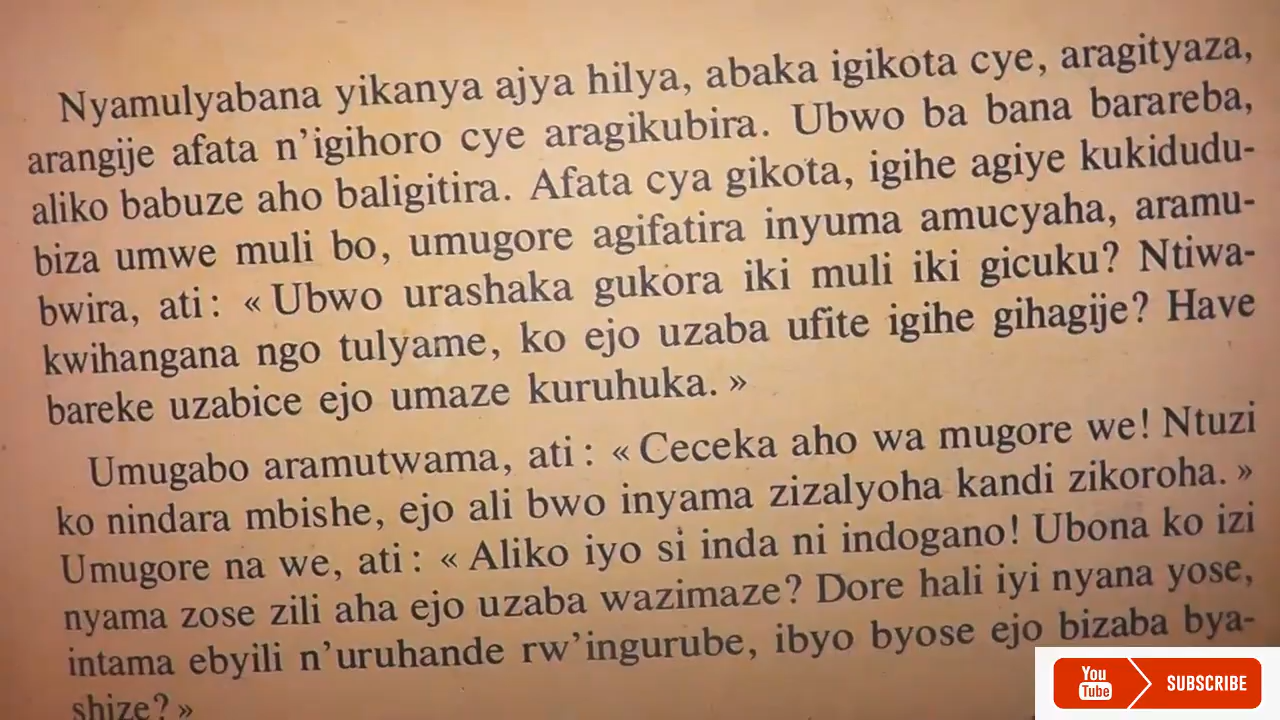 Nyamulyabana yikanya ajya hilya, abaka igikota cye, aragityaza,
arangije afata n'igihoro cye aragikubira. Ubwo ba bana barareba,
aliko babuze aho baligitira. Afata cya gikota, igihe agiye kukidudu-
biza umwe muli bo, umugore agifatira inyuma amucyaha, aramu-
bwira, ati : « Ubwo urashaka gukora iki muli iki gicuku? Ntiwa-
kwihangana ngo tulyame, ko ejo uzaba ufite igihe gihagije? Have
bareke uzabice ejo umaze kuruhuka. »
Umugabo aramutwama, ati : « Ceceka aho wa mugore we! Ntuzi
ko nindara mbishe, ejo ali bwo inyama zizalyoha kandi zikoroha. »
Umugore na we, ati : « Aliko iyo si inda ni indogano! Ubona ko izi
nyama zose zili aha ejo uzaba wazimaze? Dore hali iyi nyana yose,
intama ebyili n'uruhande rw'ingurube, ibyo byose ejo bizaba bya-
shize? »
You
Tube
SUBSCRIBE